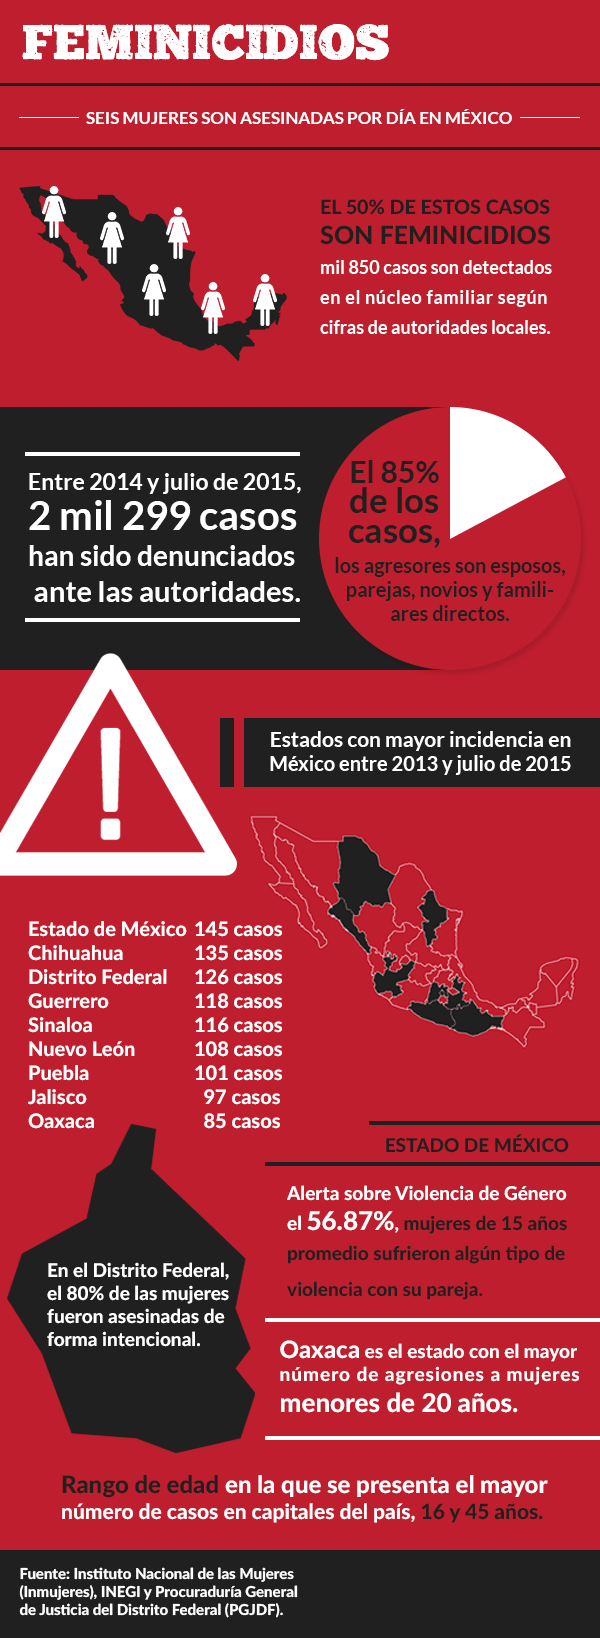 FEMINICIDIOS
SEIS MUJERES SON ASESINADAS POR DÍA EN MÉXICO
EL 50% DE ESTOS CASOS
SON FEMINICIDIOS
mil 850 casos son detectados
en el núcleo familiar según
cifras de autoridades locales.
Entre 2014 y julio de 2015,
2 mil 299 casos
han sido denunciados
ante las autoridades.
El 85%
de los
casos,
los agresores son esposos,
parejas, novios y famili-
ares directos.
!
Estados con mayor incidencia en
México entre 2013 y julio de 2015
Estado de México 145 casos
Chihuahua 135 casos
Distrito Federal 126 casos
Guerrero 118 casos
Sinaloa 116 casos
Nuevo León 108 casos
Puebla 101 casos
Jalisco 97 casos
Oaxaca 85 casos
ESTADO DE MÉXICO
Alerta sobre Violencia de Género
el 56.87%, mujeres de 15 años
promedio sufrieron algún tipo de
violencia con su pareja.
En el Distrito Federal,
el 80% de las mujeres
fueron asesinadas de
forma intencional.
Oaxaca es el estado con el mayor
número de agresiones a mujeres
menores de 20 años.
Rango de edad en la que se presenta el mayor
número de casos en capitales del país, 16 y 45 años.
Fuente: Instituto Nacional de las Mujeres
(Inmujeres), INEGI y Procuraduría General
de Justicia del Distrito Federal (PGJDF).